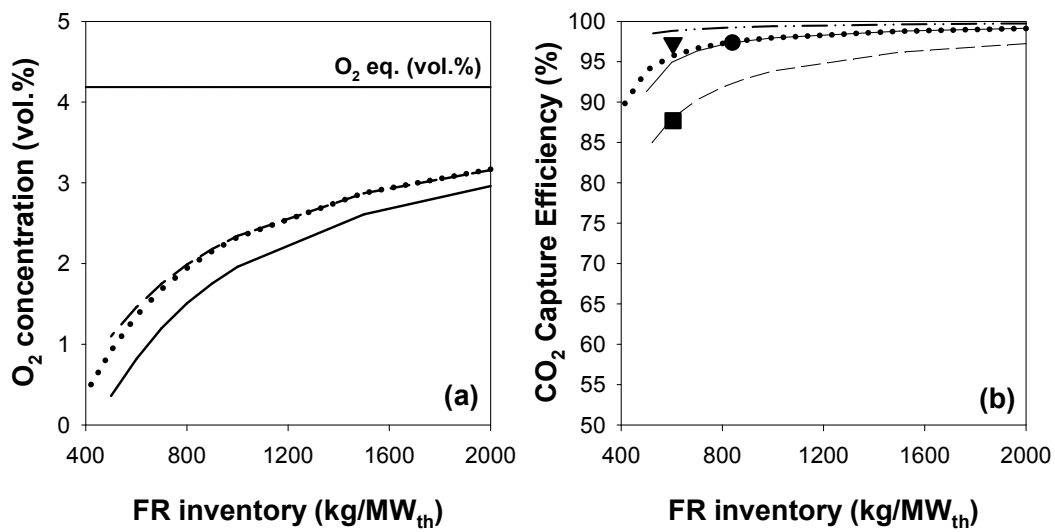 O₂ concentration (vol.%)
5
4
3
2
1
0
O₂ eq. (vol.%)
(a)
400 800 1200 1600 2000
FR inventory (kg/MWₜₕ)
CO₂ Capture Efficiency (%)
100
95
90
85
80
75
70
65
60
55
50
(b)
400 800 1200 1600 2000
FR inventory (kg/MWₜₕ)